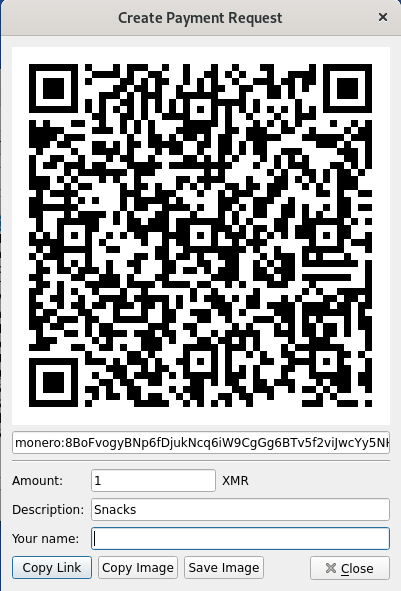 Create Payment Request
monero:8BoFvogyBNp6fDjukNcq6iW9CgGg6BTv5f2viJwcYy5NH
Amount: 1 XMR
Description: Snacks
Your name:
Copy Link Copy Image Save Image Close